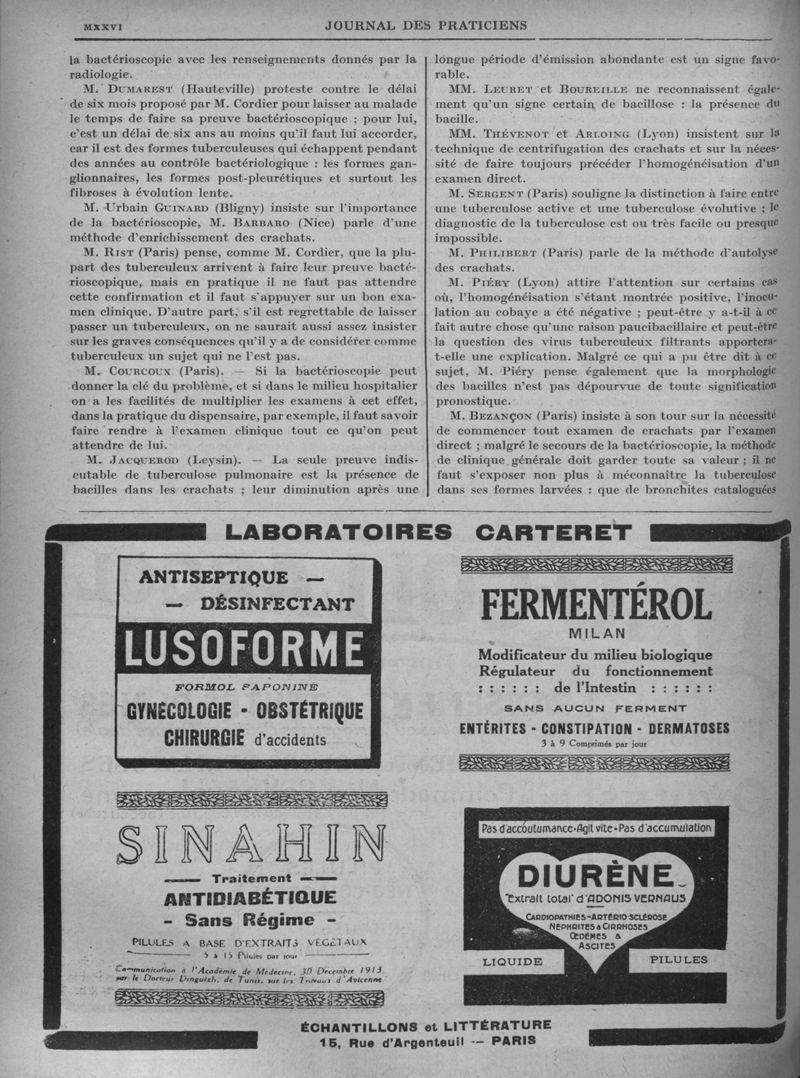 MXXVI
JOURNAL DES PRATICIENS
la bactérioscopie avec les renseignements donnés par la
radiologie.
M. DUMAREST (Hauteville) proteste contre le délai
de six mois proposé par M. Cordier pour laisser au malade
le temps de faire sa preuve bactérioscopique ; pour lui,
c'est un délai de six ans au moins qu'il faut lui accorder,
car il est des formes tuberculeuses qui échappent pendant
des années au contrôle bactériologique : les formes gan-
glionnaires, les formes post-pleurétiques et surtout les
fibroses à évolution lente.
M. Urbain GUINARD (Bligny) insiste sur l'importance
de la bactérioscopie, M. BARBARO (Nice) parle d'une
méthode d'enrichissement des crachats.
M. RIST (Paris) pense, comme M. Cordier, que la plu-
part des tuberculeux arrivent à faire leur preuve bacté-
rioscopique, mais en pratique il ne faut pas attendre
cette confirmation et il faut s'appuyer sur un bon exa-
men clinique. D'autre part, s'il est regrettable de laisser
passer un tuberculeux, on ne saurait aussi assez insister
sur les graves conséquences qu'il y a de considérer comme
tuberculeux un sujet qui ne l'est pas.
M. COURCOUX (Paris). — Si la bactérioscopie peut
donner la clé du problème, et si dans le milieu hospitalier
on a les facilités de multiplier les examens à cet effet,
dans la pratique du dispensaire, par exemple, il faut savoir
faire rendre à l'examen clinique tout ce qu'on peut
attendre de lui.
M. JACQUEROD (Leysin). — La seule preuve indis-
cutable de tuberculose pulmonaire est la présence de
bacilles dans les crachats ; leur diminution après une
longue période d'émission abondante est un signe favo-
rable.
MM. LEURET et BOUREILLE ne reconnaissent égale-
ment qu'un signe certain de bacillose : la présence du
bacille.
MM. THÉVENOT et ARLOING (Lyon) insistent sur la
technique de centrifugation des crachats et sur la néces-
sité de faire toujours précéder l'homogénéisation d'un
examen direct.
M. SERGENT (Paris) souligne la distinction à faire entre
une tuberculose active et une tuberculose évolutive ; le
diagnostic de la tuberculose est ou très facile ou presque
impossible.
M. PHILIBERT (Paris) parle de la méthode d'autolyse
des crachats.
M. PIÉRY (Lyon) attire l'attention sur certains cas
où, l'homogénéisation s'étant montrée positive, l'inocu-
lation au cobaye a été négative ; peut-être y a-t-il à ce
fait autre chose qu'une raison paucibacillaire et peut-être
la question des virus tuberculeux filtrants apportera-
t-elle une explication. Malgré ce qui a pu être dit à ce
sujet, M. Piéry pense également que la morphologie
des bacilles n'est pas dépourvue de toute signification
pronostique.
M. BEZANÇON (Paris) insiste à son tour sur la nécessité
de commencer tout examen de crachats par l'examen
direct ; malgré le secours de la bactérioscopie, la méthode
de clinique générale doit garder toute sa valeur ; il ne
faut s'exposer non plus à méconnaître la tuberculose
dans ses formes larvées : que de bronchites cataloguées
LABORATOIRES CARTERET
ANTISEPTIQUE —
— DÉSINFECTANT
LUSOFORME
FORMOL SAPONINÉ
GYNÉCOLOGIE - OBSTÉTRIQUE
CHIRURGIE d'accidents
FERMENTÉROL
MILAN
Modificateur du milieu biologique
Régulateur du fonctionnement
: : : : : : de l'Intestin : : : : : :
SANS AUCUN FERMENT
ENTÉRITES - CONSTIPATION - DERMATOSES
3 à 9 Comprimés par jour
SINAHIN
Traitement
ANTIDIABÉTIQUE
- Sans Régime -
PILULES A BASE D'EXTRAITS VÉGÉTAUX
5 à 15 Pilules par jour
Communication à l'Académie de Médecine, 30 Décembre 1913,
sur le Docteur Dinguizli, de Tunis, sur les Travaux d'Avicenne
Pas d'accoutumance-Agit vite-Pas d'accumulation
DIURÈNE
"Extrait total" d'ADONIS VERNALIS
CARDIOPATHIES-ARTÉRIO-SCLÉROSE
NÉPHRITES & CIRRHOSES
ŒDÈMES &
ASCITES
LIQUIDE
PILULES
ÉCHANTILLONS et LITTÉRATURE
15, Rue d'Argenteuil — PARIS